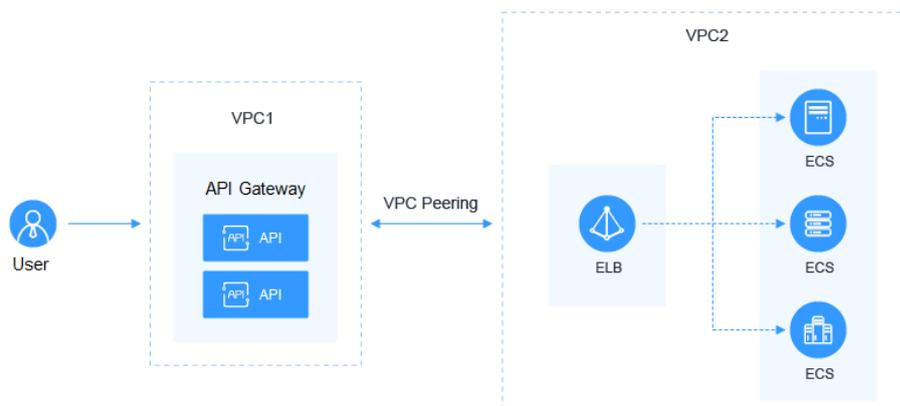 VPC2
VPC1
API Gateway
API API
API API
User
VPC Peering
ELB
ECS
ECS
ECS